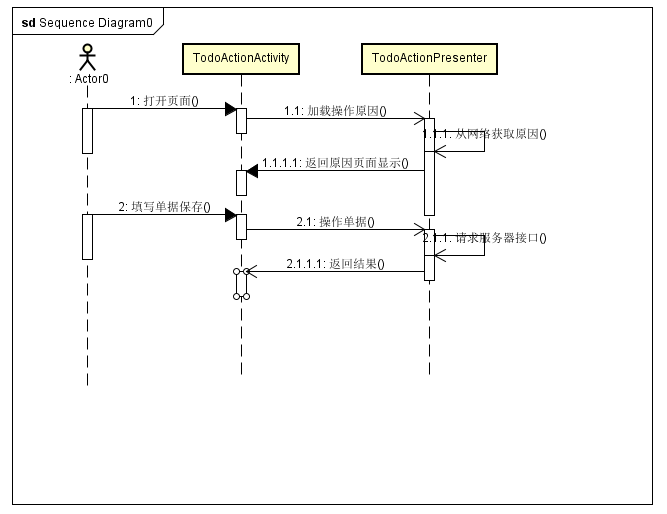 sd Sequence Diagram0
: Actor0
TodoActionActivity
TodoActionPresenter
1: 打开页面()
1.1: 加载操作原因()
1.1.1: 从网络获取原因()
1.1.1.1: 返回原因页面显示()
2: 填写单据保存()
2.1: 操作单据()
2.1.1: 请求服务器接口()
2.1.1.1: 返回结果()